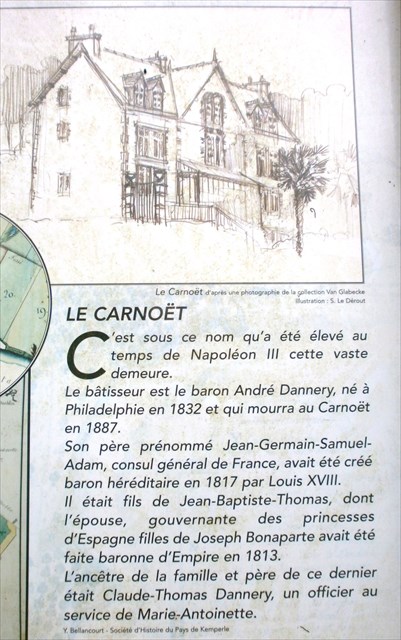 Le Carnoët d'après une photographie de la collection Van Glabecke
Illustration : S. Le Dérout
LE CARNOËT
C'est sous ce nom qu'a été élevé au
temps de Napoléon III cette vaste
demeure.
Le bâtisseur est le baron André Dannery, né à
Philadelphie en 1832 et qui mourra au Carnoët
en 1887.
Son père prénommé Jean-Germain-Samuel-
Adam, consul général de France, avait été créé
baron héréditaire en 1817 par Louis XVIII.
Il était fils de Jean-Baptiste-Thomas, dont
l'épouse, gouvernante des princesses
d'Espagne filles de Joseph Bonaparte avait été
faite baronne d'Empire en 1813.
L'ancêtre de la famille et père de ce dernier
était Claude-Thomas Dannery, un officier au
service de Marie-Antoinette.
Y. Bellancourt - Société d'Histoire du Pays de Kemperle
20
19